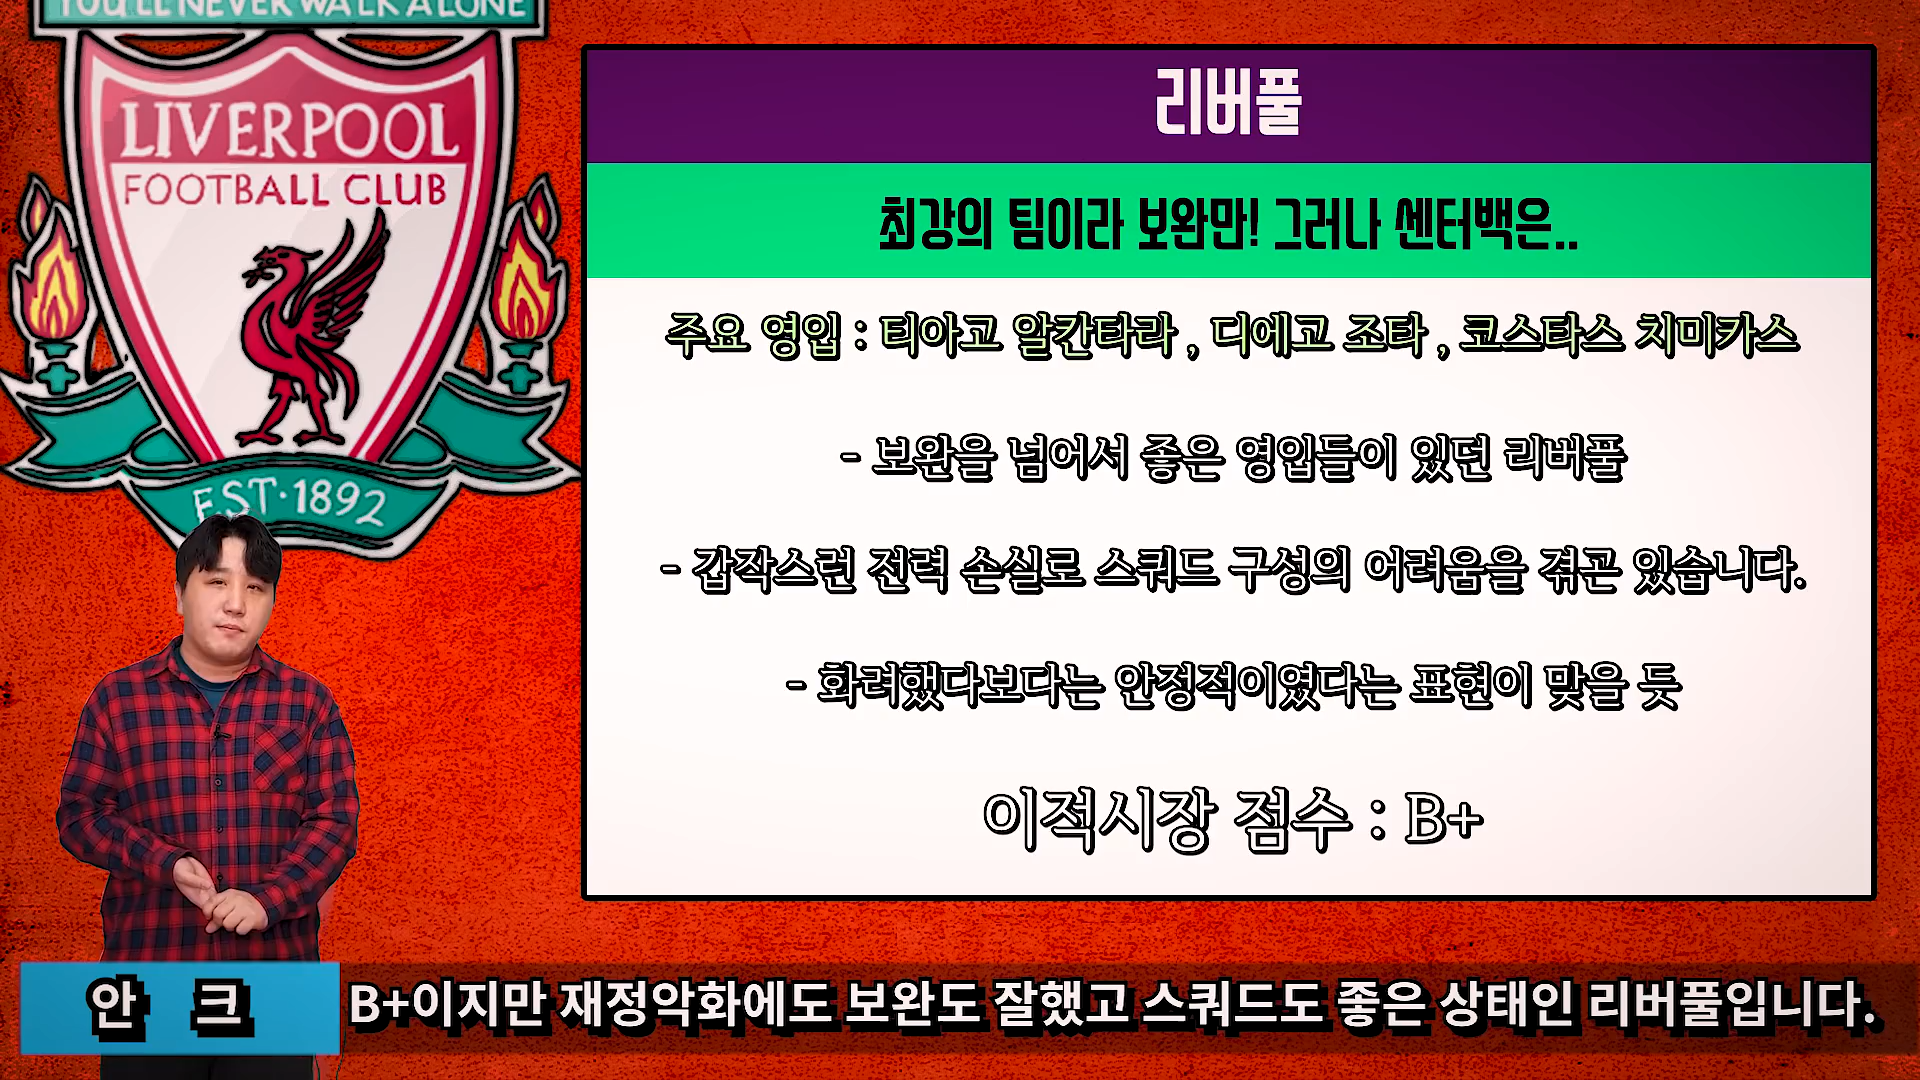 YOU'LL NEVER WALK ALONE
LIVERPOOL
FOOTBALL CLUB
EST·1892
리버풀
최강의 팀이라 보완만! 그러나 센터백은..
주요 영입 : 티아고 알칸타라 , 디에고 조타 , 코스타스 치미카스
- 보완을 넘어서 좋은 영입들이 있던 리버풀
- 갑작스런 전력 손실로 스쿼드 구성의 어려움을 겪곤 있습니다.
- 화려했다보다는 안정적이였다는 표현이 맞을 듯
이적시장 점수 : B+
안 크
B+이지만 재정악화에도 보완도 잘했고 스쿼드도 좋은 상태인 리버풀입니다.